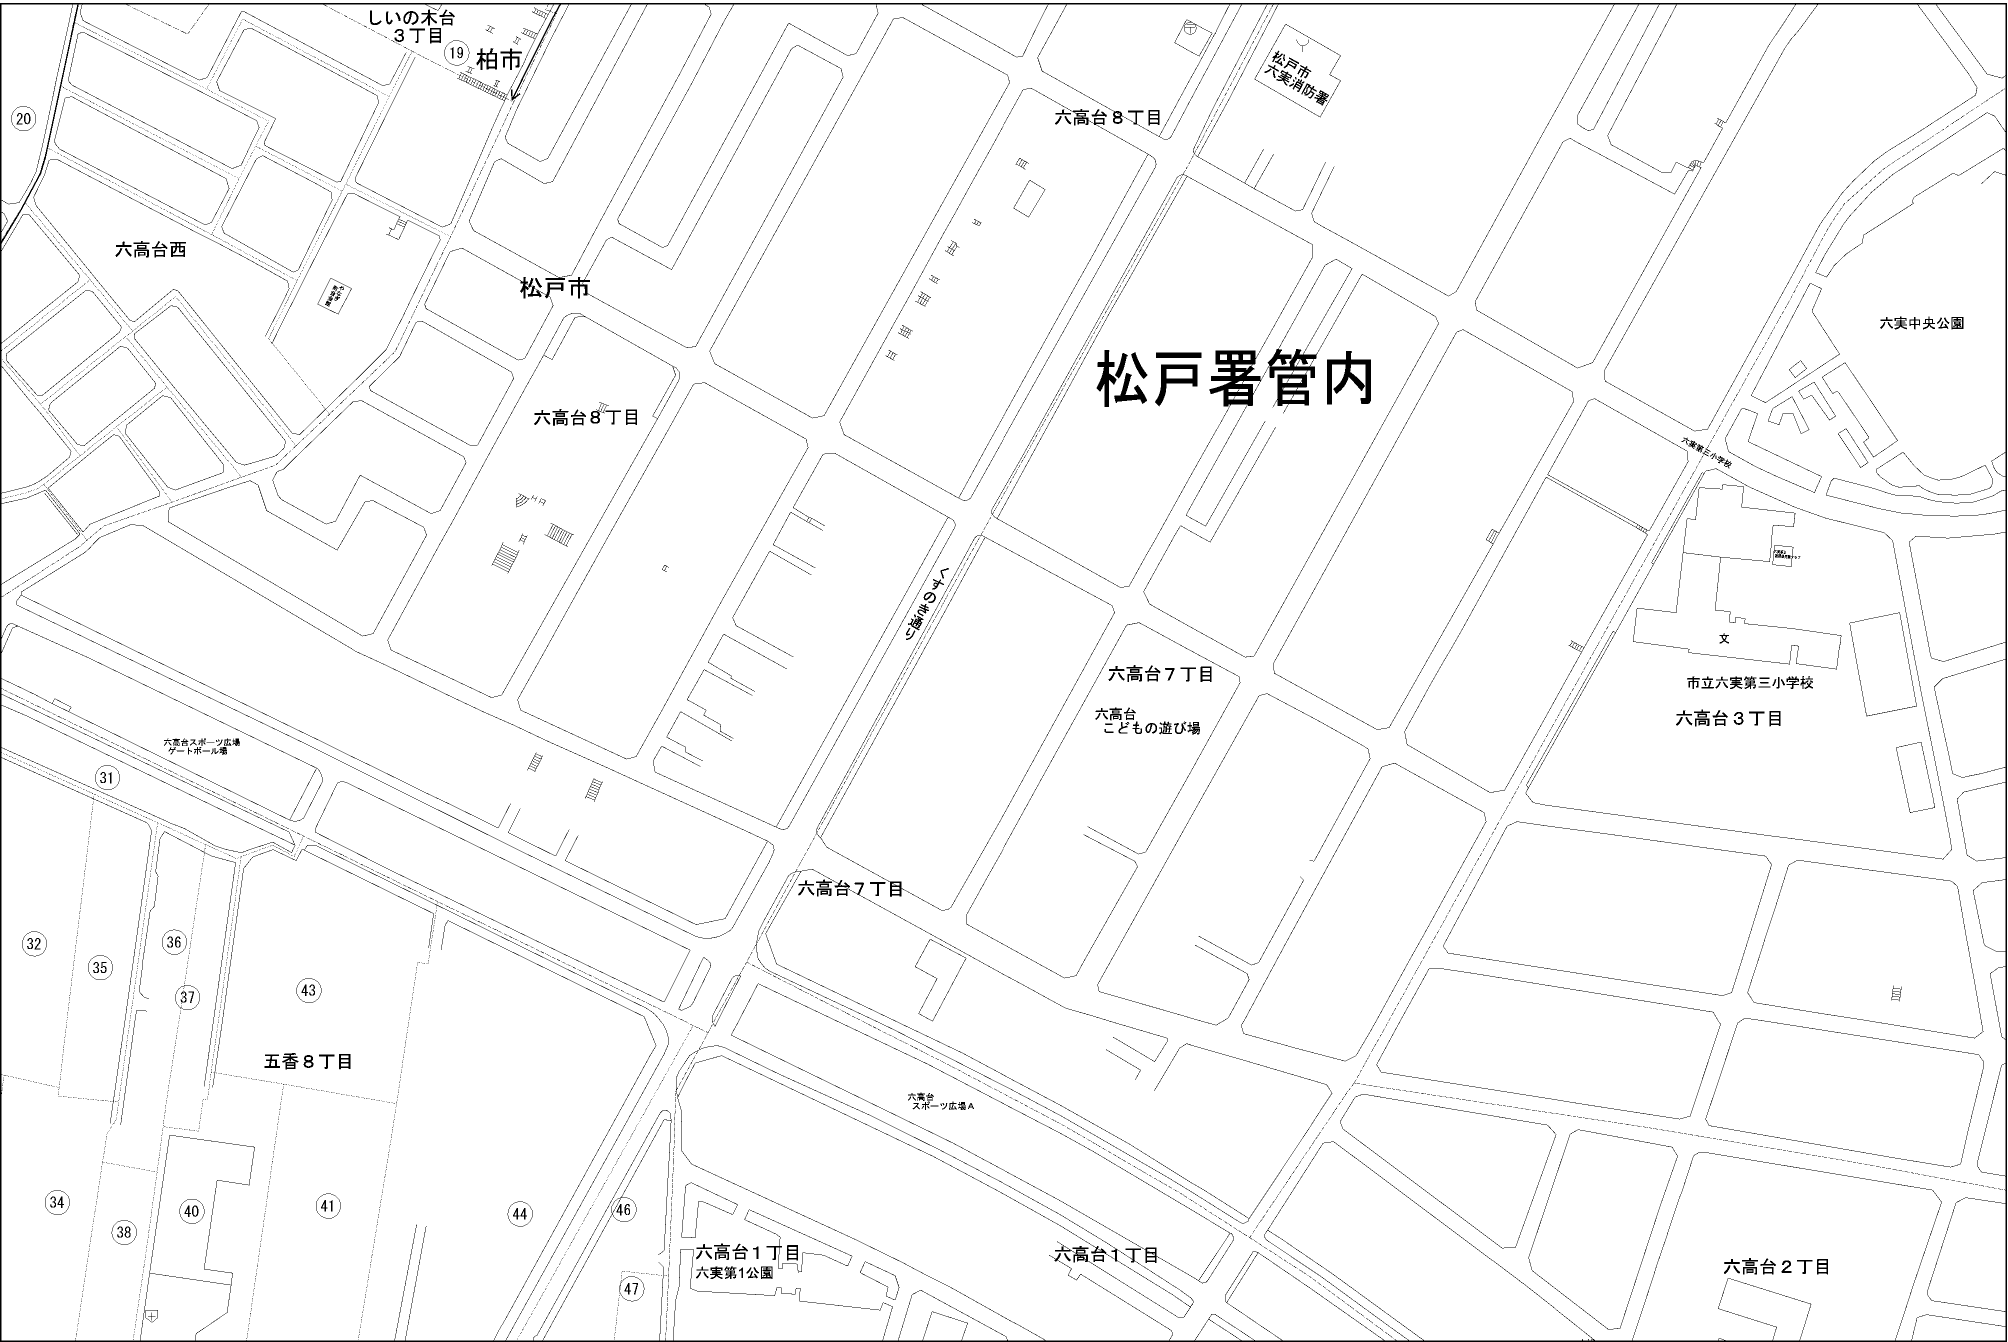 しいの木台
３丁目
19
柏市
20
松戸市
六実消防署
六高台８丁目
六高台西
松戸市
六実中央公園
松戸署管内
六高台８丁目
六実第三小学校
くすのき通り
文
六高台７丁目
市立六実第三小学校
六高台
こどもの遊び場
六高台３丁目
六高台スポーツ広場
ゲートボール場
31
六高台７丁目
32
35
36
37
43
五香８丁目
六高台
スポーツ広場Ａ
34
38
40
41
44
46
47
六高台１丁目
六実第1公園
六高台１丁目
六高台２丁目